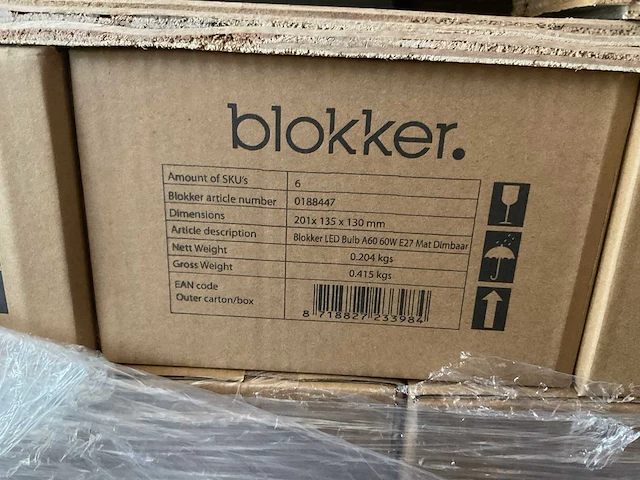 blokker.
Amount of SKU's 6
Blokker article number 0188447
Dimensions 201x 135 x 130 mm
Article description Blokker LED Bulb A60 60W E27 Mat Dimbaar
Nett Weight 0.204 kgs
Gross Weight 0.415 kgs
EAN code
Outer carton/box
8 718827 233984